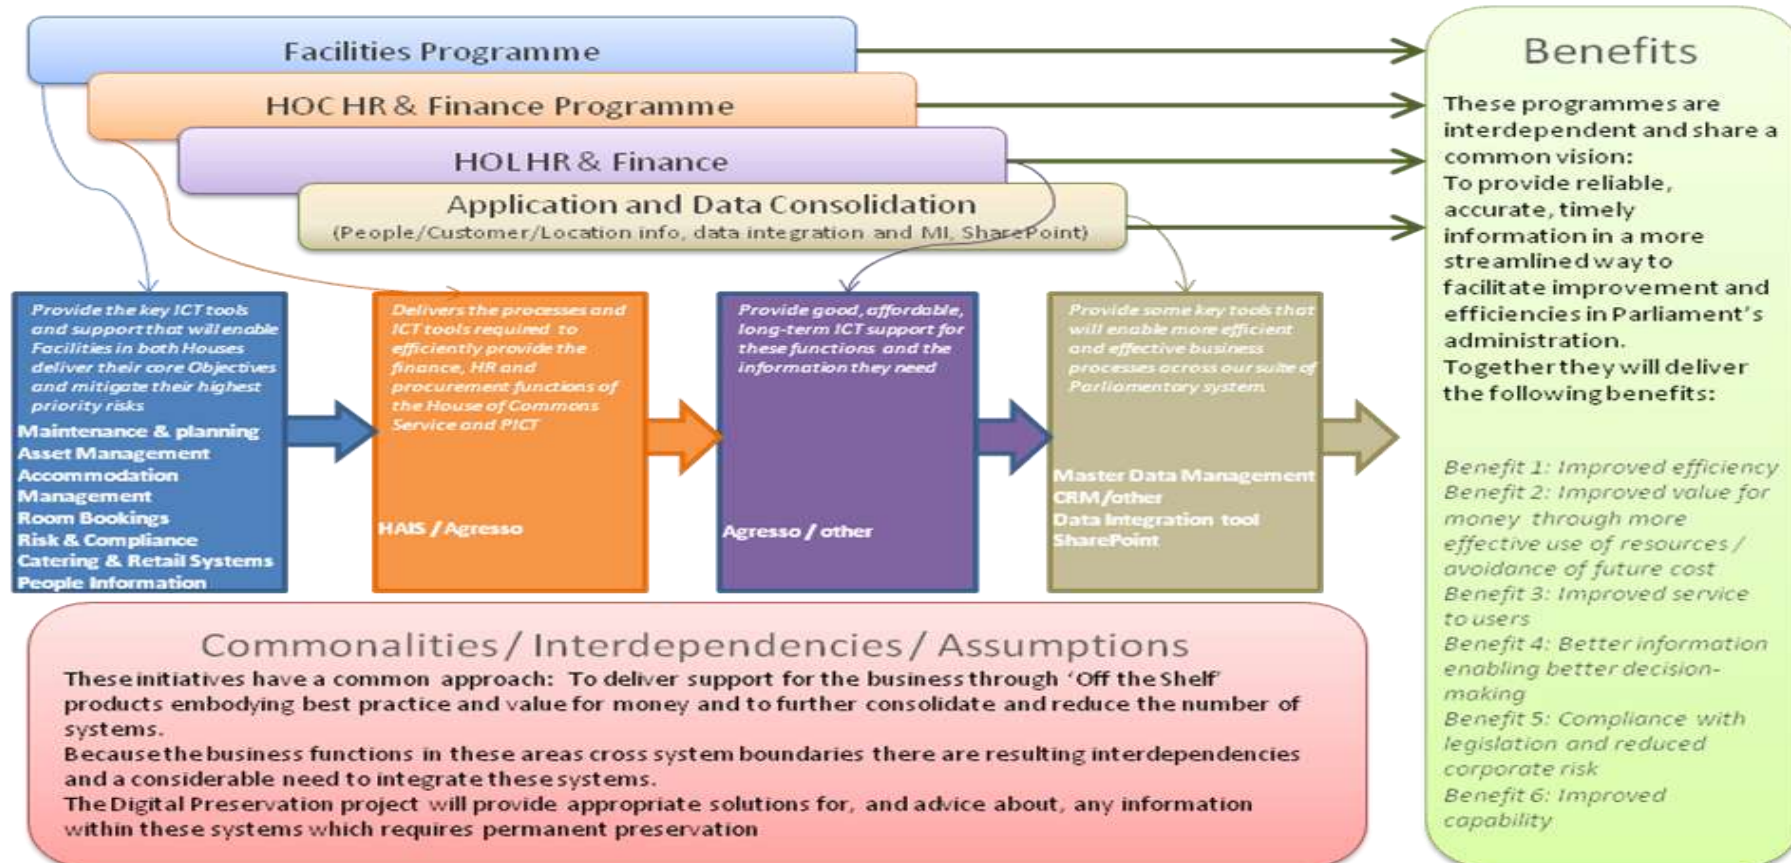 Facilities Programme
HOC HR & Finance Programme
HOL HR & Finance
Application and Data Consolidation
(People/Customer/Location info, data integration and MI, SharePoint)
Provide the key ICT tools
and support that will enable
Facilities in both Houses
deliver their core Objectives
and mitigate their highest
priority risks
Maintenance & planning
Asset Management
Accommodation
Management
Room Bookings
Risk & Compliance
Catering & Retail Systems
People Information
Delivers the processes and
ICT tools required to
efficiently provide the
finance, HR and
procurement functions of
the House of Commons
Service and PICT
HAIS / Agresso
Provide good, affordable,
long-term ICT support for
these functions and the
information they need
Agresso / other
Provide some key tools that
will enable more efficient
and effective business
processes across our suite of
Parliamentary system
Master Data Management
CRM/other
Data Integration tool
SharePoint
Benefits
These programmes are
interdependent and share a
common vision:
To provide reliable,
accurate, timely
information in a more
streamlined way to
facilitate improvement and
efficiencies in Parliament's
administration.
Together they will deliver
the following benefits:
Benefit 1: Improved efficiency
Benefit 2: Improved value for
money through more
effective use of resources /
avoidance of future cost
Benefit 3: Improved service
to users
Benefit 4: Better information
enabling better decision-
making
Benefit 5: Compliance with
legislation and reduced
corporate risk
Benefit 6: Improved
capability
Commonalities / Interdependencies / Assumptions
These initiatives have a common approach: To deliver support for the business through 'Off the Shelf'
products embodying best practice and value for money and to further consolidate and reduce the number of
systems.
Because the business functions in these areas cross system boundaries there are resulting interdependencies
and a considerable need to integrate these systems.
The Digital Preservation project will provide appropriate solutions for, and advice about, any information
within these systems which requires permanent preservation